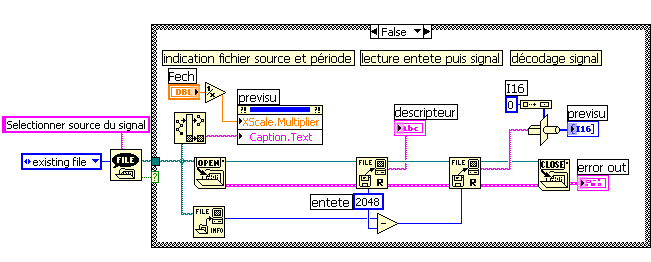 False
indication fichier source et période
lecture entete puis signal
décodage signal
Fech
DBL
1/x
previsu
XScale.Multiplier
Caption.Text
Selectionner source du signal
existing file
FILE
?
OPEN
descripteur
abc
I16
0
previsu
I16
FILE
R
FILE
R
CLOSE
error out
entete
2048
FILE
INFO
-